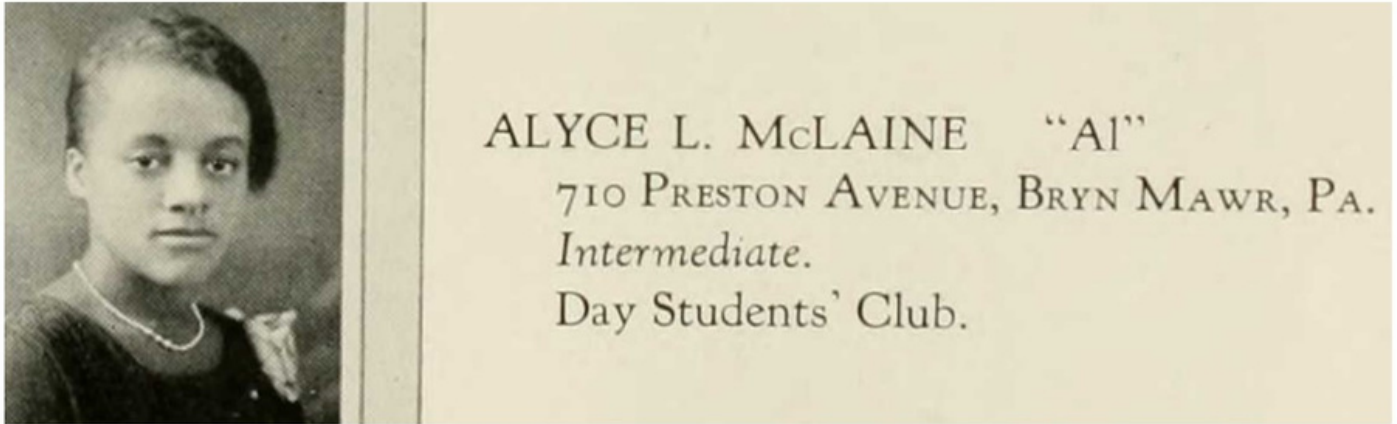 ALYCE L. McLAINE “Al”
710 Preston Avenue, Bryn Mawr, Pa.
Intermediate.
Day Students’ Club.